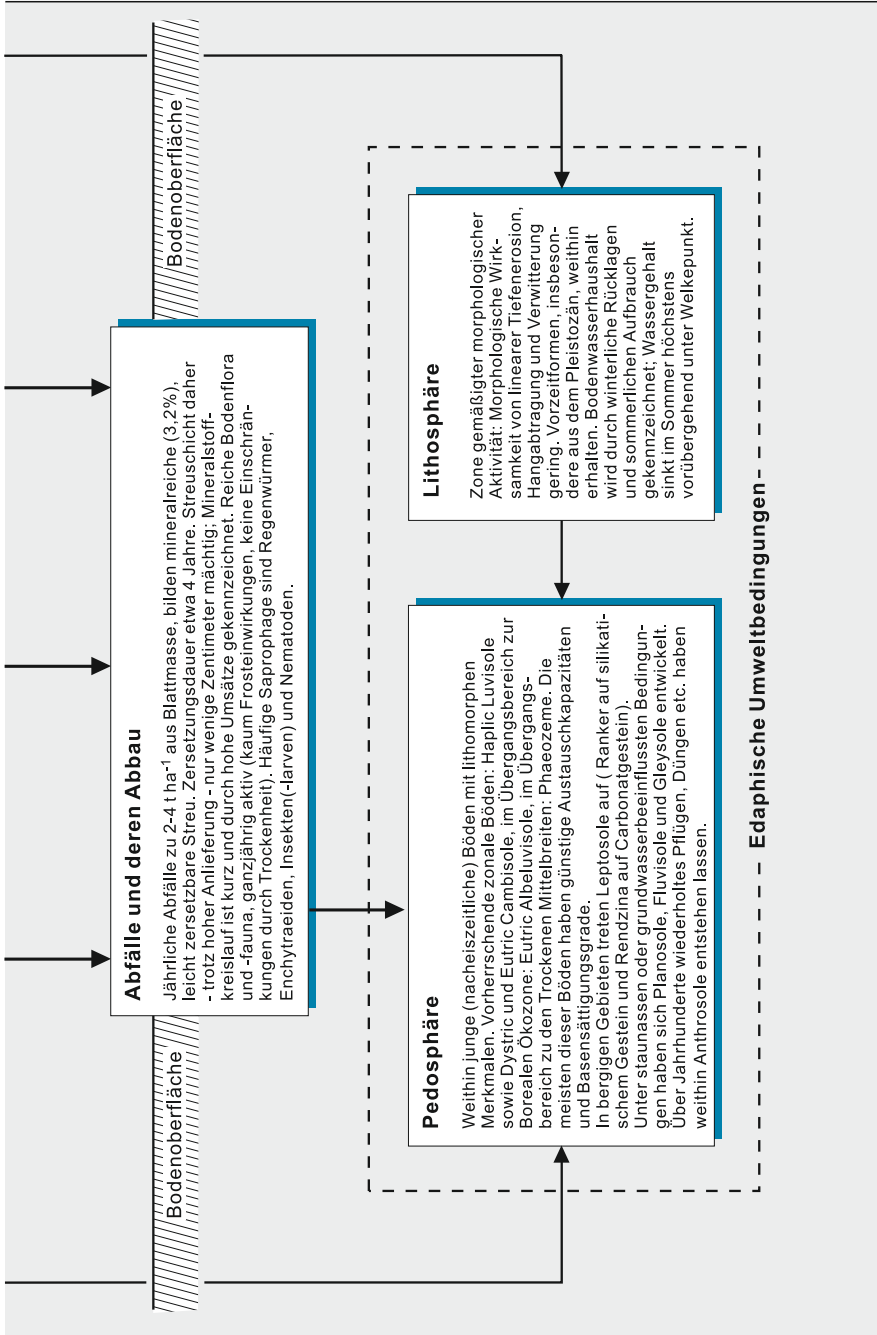 Bodenoberfläche
Bodenoberfläche
Abfälle und deren Abbau
Jährliche Abfälle zu 2-4 t ha⁻¹ aus Blattmasse, bilden mineralreiche (3,2%),
leicht zersetzbare Streu. Zersetzungsdauer etwa 4 Jahre. Streuschicht daher
- trotz hoher Anlieferung - nur wenige Zentimeter mächtig; Mineralstoff-
kreislauf ist kurz und durch hohe Umsätze gekennzeichnet. Reiche Bodenflora
und -fauna, ganzjährig aktiv (kaum Frosteinwirkungen, keine Einschrän-
kungen durch Trockenheit). Häufige Saprophage sind Regenwürmer,
Enchytraeiden, Insekten(-larven) und Nematoden.
Pedosphäre
Weithin junge (nacheiszeitliche) Böden mit lithomorphen
Merkmalen. Vorherrschende zonale Böden: Haplic Luvisole
sowie Dystric und Eutric Cambisole, im Übergangsbereich zur
Borealen Ökozone: Eutric Albeluvisole, im Übergangs-
bereich zu den Trockenen Mittelbreiten: Phaeozeme. Die
meisten dieser Böden haben günstige Austauschkapazitäten
und Basensättigungsgrade.
In bergigen Gebieten treten Leptosole auf ( Ranker auf silikati-
schem Gestein und Rendzina auf Carbonatgestein).
Unter staunassen oder grundwasserbeeinflussten Bedingun-
gen haben sich Planosole, Fluvisole und Gleysole entwickelt.
Über Jahrhunderte wiederholtes Pflügen, Düngen etc. haben
weithin Anthrosole entstehen lassen.
Lithosphäre
Zone gemäßigter morphologischer
Aktivität: Morphologische Wirk-
samkeit von linearer Tiefenerosion,
Hangabtragung und Verwitterung
gering. Vorzeitformen, insbeson-
dere aus dem Pleistozän, weithin
erhalten. Bodenwasserhaushalt
wird durch winterliche Rücklagen
und sommerlichen Aufbrauch
gekennzeichnet; Wassergehalt
sinkt im Sommer höchstens
vorübergehend unter Welkepunkt.
Edaphische Umweltbedingungen